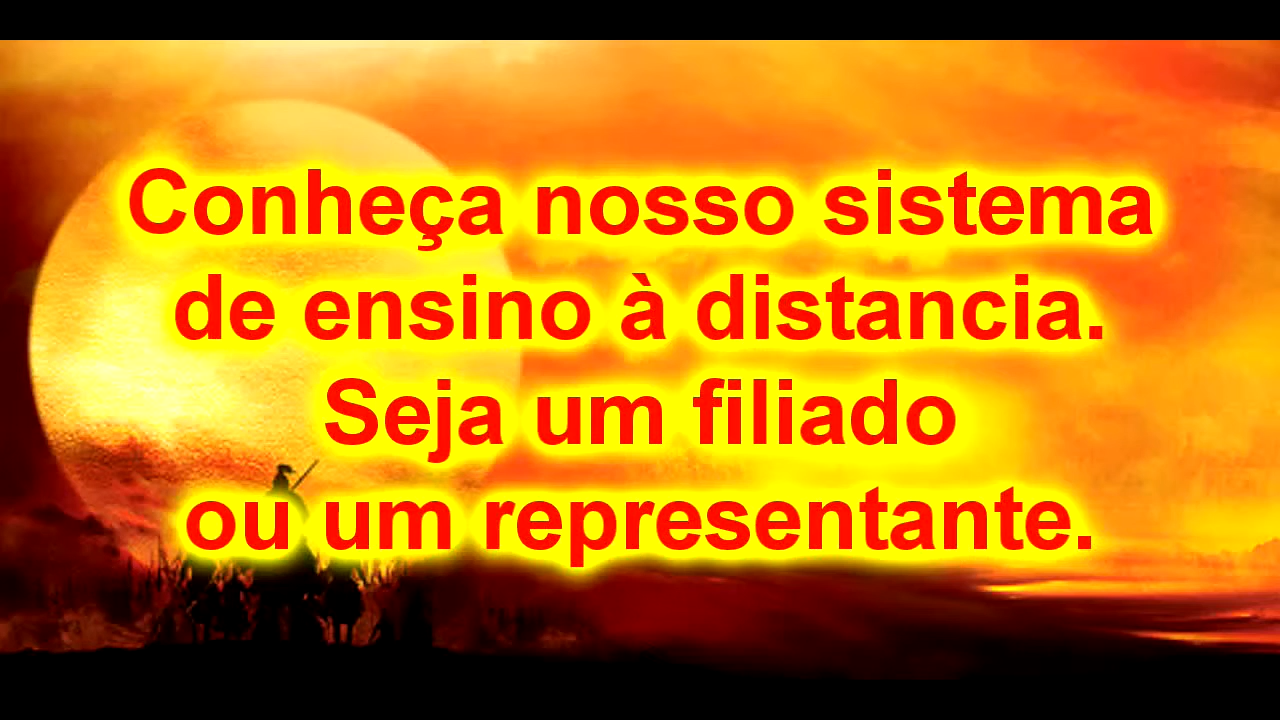 Conheça nosso sistema
de ensino à distancia.
Seja um filiado
ou um representante.